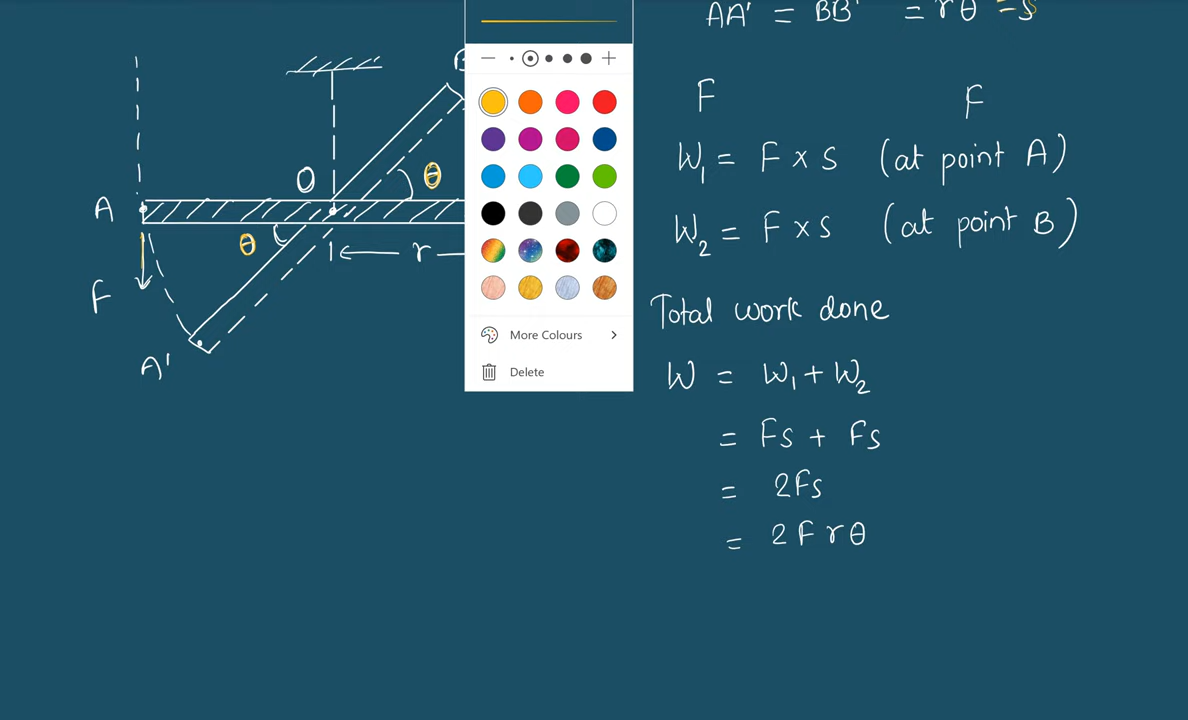 AA' = BB' = rθ = s
F F
W₁ = F × s (at point A)
W₂ = F × s (at point B)
Total work done
W = W₁ + W₂
= Fs + Fs
= 2Fs
= 2 F r θ
O
θ
A
θ
r
F
A'
More Colours
Delete